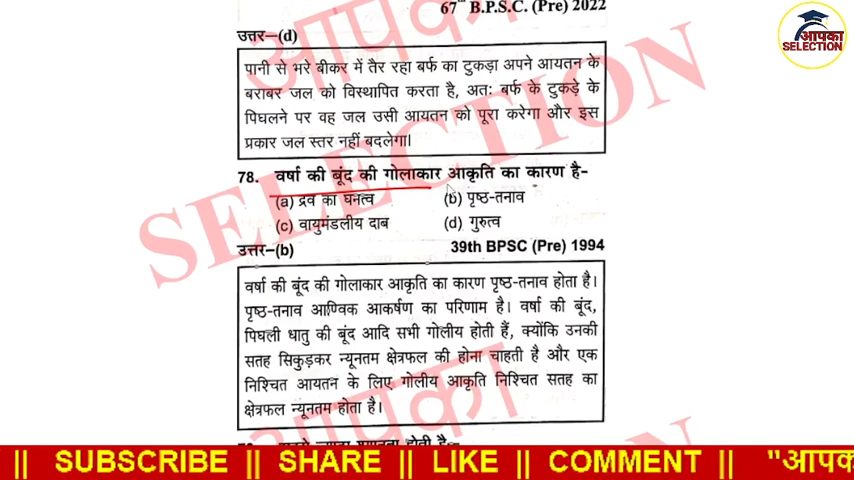 67th B.P.S.C. (Pre) 2022
उत्तर–(d)
पानी से भरे बीकर में तैर रहा बर्फ का टुकड़ा अपने आयतन के
बराबर जल को विस्थापित करता है, अतः बर्फ के टुकड़े के
पिघलने पर वह जल उसी आयतन को पूरा करेगा और इस
प्रकार जल स्तर नहीं बदलेगा।
78. वर्षा की बूंद की गोलाकार आकृति का कारण है–
(a) द्रव का घनत्व (b) पृष्ठ-तनाव
(c) वायुमंडलीय दाब (d) गुरुत्व
उत्तर–(b) 39th BPSC (Pre) 1994
वर्षा की बूंद की गोलाकार आकृति का कारण पृष्ठ-तनाव होता है।
पृष्ठ-तनाव आण्विक आकर्षण का परिणाम है। वर्षा की बूंद,
पिघली धातु की बूंद आदि सभी गोलीय होती हैं, क्योंकि उनकी
सतह सिकुड़कर न्यूनतम क्षेत्रफल की होना चाहती है और एक
निश्चित आयतन के लिए गोलीय आकृति निश्चित सतह का
क्षेत्रफल न्यूनतम होता है।
आपका
SELECTION
आपका
SELECTION
आपका
|| SUBSCRIBE || SHARE || LIKE || COMMENT || "आपक